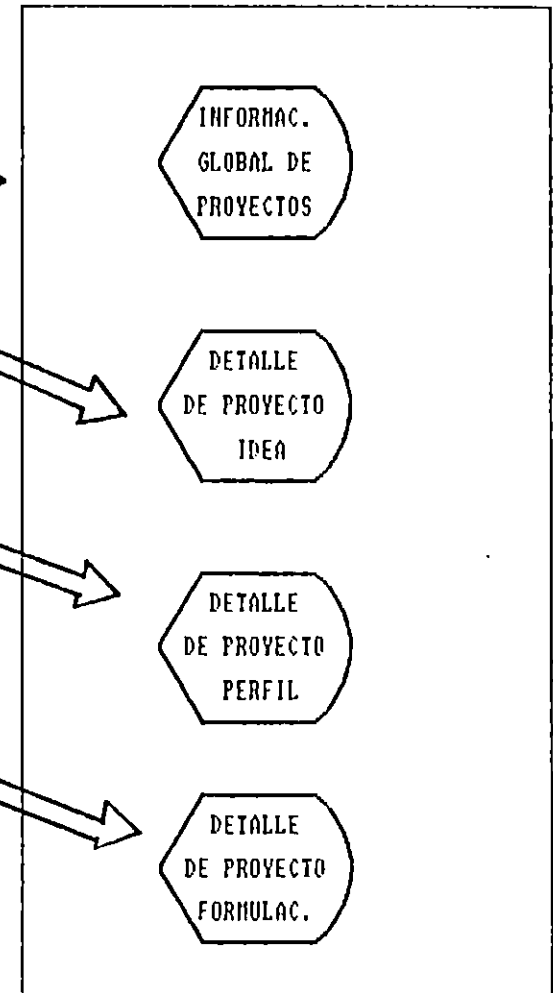 INFORMAC.
GLOBAL DE
PROYECTOS
DETALLE
DE PROYECTO
IDEA
DETALLE
DE PROYECTO
PERFIL
DETALLE
DE PROYECTO
FORMULAC.